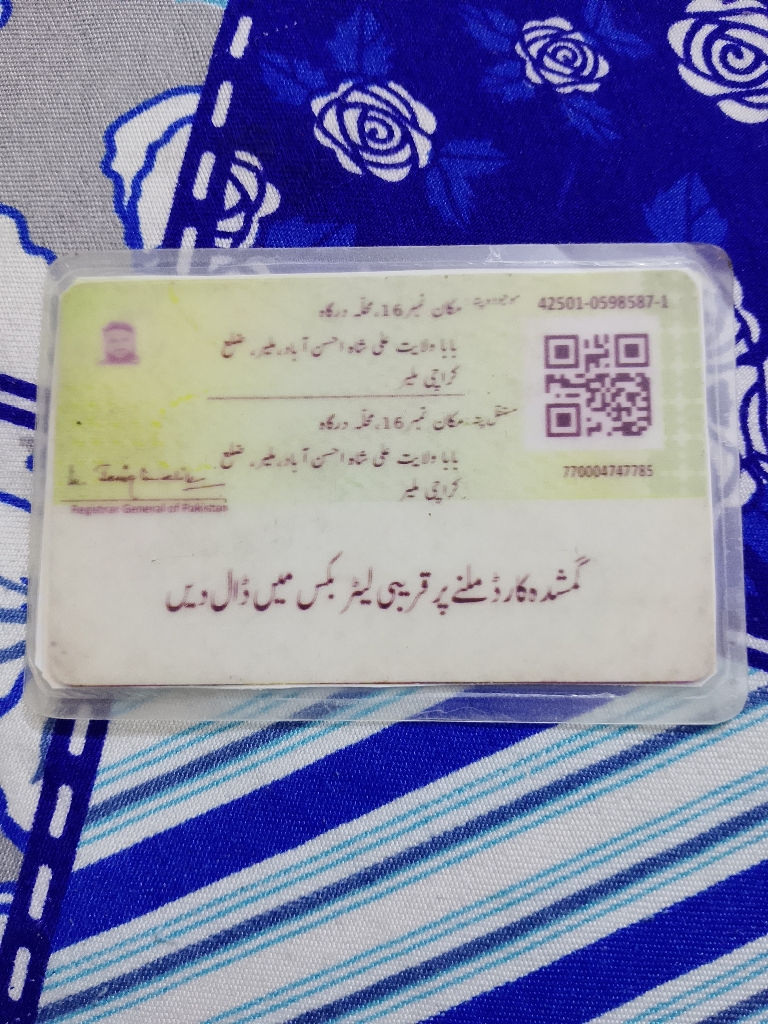 42501-0598587-1
موجودہ پتہ: مکان نمبر 16، محلہ درگاہ
بابا ولایت علی شاہ احسن آباد، ملیر، ضلع
کراچی ملیر
مستقل پتہ: مکان نمبر 16، محلہ درگاہ
بابا ولایت علی شاہ احسن آباد، ملیر، ضلع
کراچی ملیر
770004747785
Registrar General of Pakistan
گمشدہ کارڈ ملنے پر قریبی لیٹر بکس میں ڈال دیں